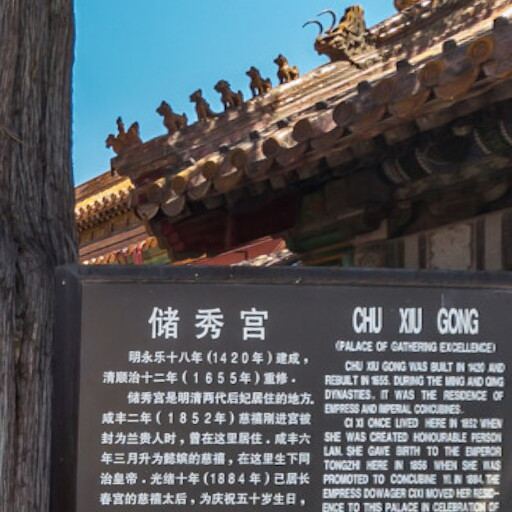 储秀宫
明永乐十八年(1420年)建成，
清顺治十二年(1655年)重修．
储秀宫是明清两代后妃居住的地方．
咸丰二年(1852年)慈禧刚进宫被
封为兰贵人时，曾在这里居住．咸丰六
年三月升为懿嫔的慈禧，在这里生下同
治皇帝．光绪十年(1884年)已居长
春宫的慈禧太后，为庆祝五十岁生日，
CHU XIU GONG
(PALACE OF GATHERING EXCELLENCE)
CHU XIU GONG WAS BUILT IN 1420 AND
REBUILT IN 1655. DURING THE MING AND QING
DYNASTIES, IT WAS THE RESIDENCE OF
EMPRESS AND IMPERIAL CONCUBINES.
CI XI ONCE LIVED HERE IN 1852 WHEN
SHE WAS CREATED HONOURABLE PERSON
LAN. SHE GAVE BIRTH TO THE EMPEROR
TONGZHI HERE IN 1856 WHEN SHE WAS
PROMOTED TO CONCUBINE YI. IN 1884, THE
EMPRESS DOWAGER CIXI MOVED HER RESID-
ENCE TO THIS PALACE IN CELEBRATION OF